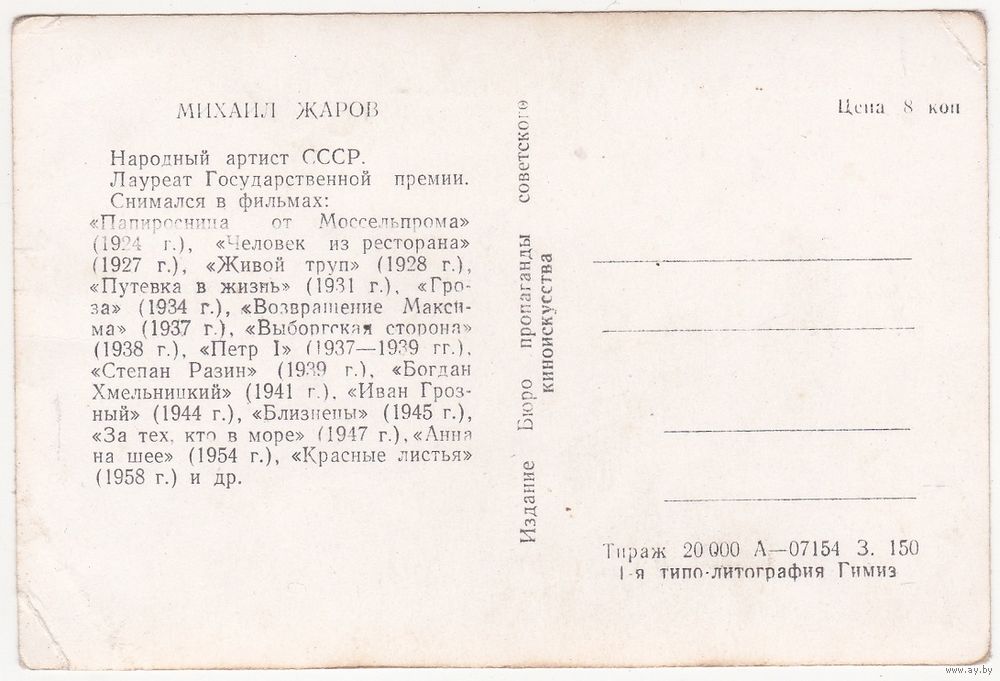 МИХАИЛ ЖАРОВ
Народный артист СССР.
Лауреат Государственной премии.
Снимался в фильмах:
«Папиросница от Моссельпрома»
(1924 г.), «Человек из ресторана»
(1927 г.), «Живой труп» (1928 г.),
«Путевка в жизнь» (1931 г.), «Гро-
за» (1934 г.), «Возвращение Макси-
ма» (1937 г.), «Выборгская сторона»
(1938 г.), «Петр I» (1937—1939 гг.),
«Степан Разин» (1939 г.), «Богдан
Хмельницкий» (1941 г.), «Иван Гроз-
ный» (1944 г.), «Близнецы» (1945 г.),
«За тех, кто в море» (1947 г.), «Анна
на шее» (1954 г.), «Красные листья»
(1958 г.) и др.
Издание Бюро пропаганды советского
киноискусства
Цена 8 коп
Тираж 20 000 А—07154 З. 150
1-я типо-литография Гимиз
www.ay.by